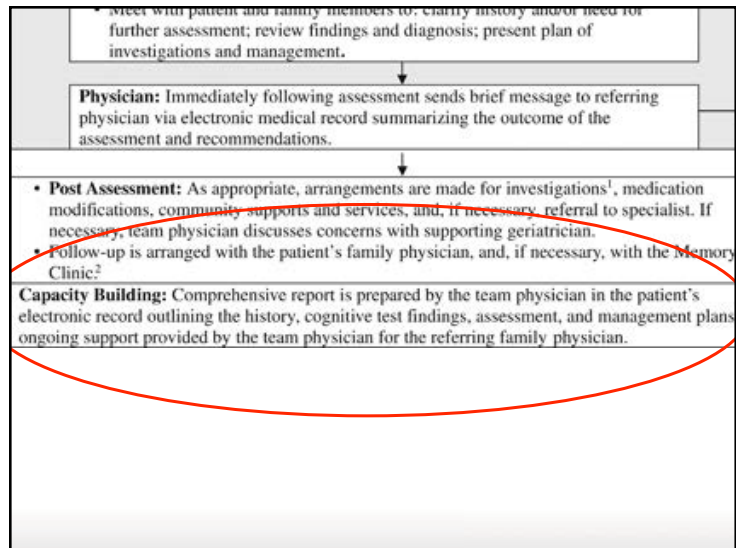 • Meet with patient and family members to: clarify history and/or need for
further assessment; review findings and diagnosis; present plan of
investigations and management.
Physician: Immediately following assessment sends brief message to referring
physician via electronic medical record summarizing the outcome of the
assessment and recommendations.
• Post Assessment: As appropriate, arrangements are made for investigations¹, medication
modifications, community supports and services, and, if necessary, referral to specialist. If
necessary, team physician discusses concerns with supporting geriatrician.
• Follow-up is arranged with the patient's family physician, and, if necessary, with the Memory
Clinic.²
Capacity Building: Comprehensive report is prepared by the team physician in the patient's
electronic record outlining the history, cognitive test findings, assessment, and management plans
ongoing support provided by the team physician for the referring family physician.